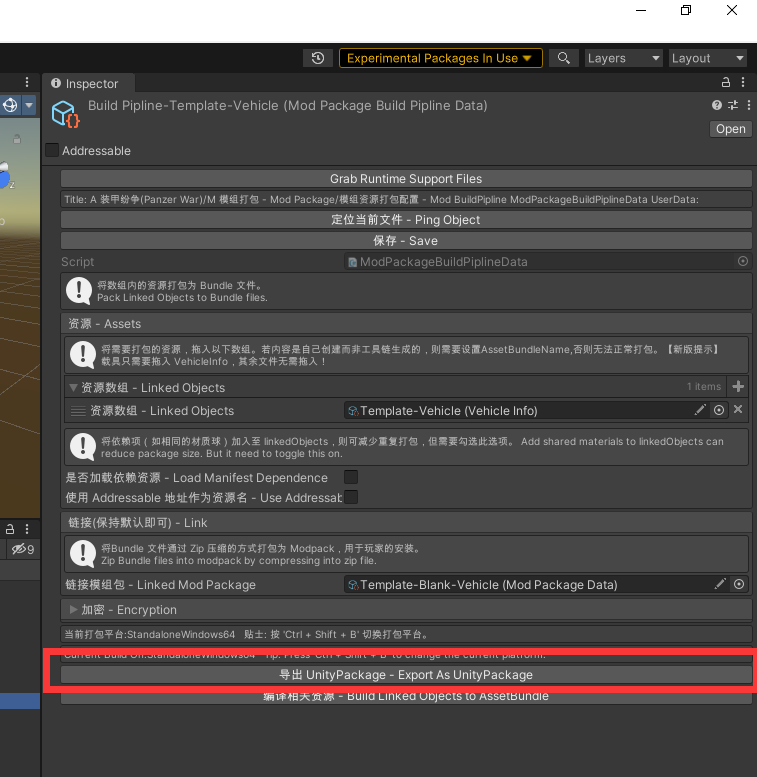 Experimental Packages In Use
Layers
Layout
Inspector
Build Pipline-Template-Vehicle (Mod Package Build Pipline Data)
Open
Addressable
Z
Grab Runtime Support Files
Title: A 装甲纷争(Panzer War)/M 模组打包 - Mod Package/模组资源打包配置 - Mod BuildPipline ModPackageBuildPiplineData UserData:
定位当前文件 - Ping Object
保存 - Save
Script
ModPackageBuildPiplineData
将数组内的资源打包为 Bundle 文件。
Pack Linked Objects to Bundle files.
资源 - Assets
将需要打包的资源，拖入以下数组。若内容是自己创建而非工具链生成的，则需要设置AssetBundleName,否则无法正常打包。【新版提示】
载具只需要拖入 VehicleInfo，其余文件无需拖入！
资源数组 - Linked Objects
1 items
资源数组 - Linked Objects
Template-Vehicle (Vehicle Info)
将依赖项（如相同的材质球）加入至 linkedObjects，则可减少重复打包，但需要勾选此选项。 Add shared materials to linkedObjects can
reduce package size. But it need to toggle this on.
是否加载依赖资源 - Load Manifest Dependence
使用 Addressable 地址作为资源名 - Use Addressab
链接(保持默认即可) - Link
将Bundle 文件通过 Zip 压缩的方式打包为 Modpack，用于玩家的安装。
Zip Bundle files into modpack by compressing into zip file.
链接模组包 - Linked Mod Package
Template-Blank-Vehicle (Mod Package Data)
9
加密 - Encryption
当前打包平台:StandaloneWindows64 贴士: 按 'Ctrl + Shift + B' 切换打包平台。
Current Build On:StandaloneWindows64 Tip: Press 'Ctrl + Shift + B' to change the current platform.
导出 UnityPackage - Export As UnityPackage
编译相关资源 - Build Linked Objects to AssetBundle